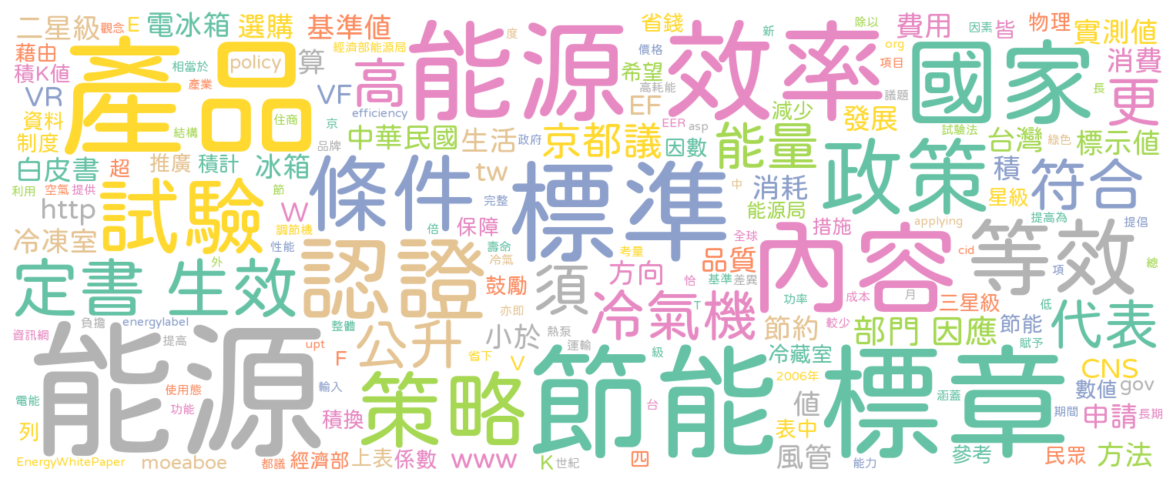 二星級 觀念 E 電冰箱 選購 基準值 省錢 費用 除以 因素 皆 物理 實測值
藉由 經濟部能源局 度 價格 新 org 項目 消費
積K值 相當於 產品 policy 算 高 能源 效率 希望 高耗能 議題 國家 長 更
VR 產業 VF efficiency EF 減少 發展
資料 住商 EER asp 試驗法
制度 結構 京 中華民國 生活 政府 京都議 因數 能量 台灣 綠色 標示值
白皮書 超 推廣 積計 冰箱 品牌 tw 條件 標準 消耗 政策 積 符合
利用 空氣 提供 節 完整 中 星級
http 試驗 W 調節機 倍 保障 能源局 措施 applying 提高為 提倡
冷凍室 性能 壽命 考量 全球 cid 總
外 認證 冷氣 須 方向 品質 內容 等效 項
定書 生效 鼓勵 基準 差異
亦即 恰 功率 月 三星級 低
資訊網 負擔 energylabel 整體 冷氣機 T 成本 節約 較少 部門 因應 節能 代表
能源 提高 upt 公升 小於 熱泵 運輸 賦予
F V 省下 級 冷藏室
使用態 輸入 策略 節能 2006年 標章 涵蓋 CNS
電能 功能 積換 台 值 數值 gov
列 表中 期間 申請 長期
EnergyWhitePaper moeaboe 都議 經濟部 上表 係數 www K 世紀 四 風管 能力 參考 民眾 方法